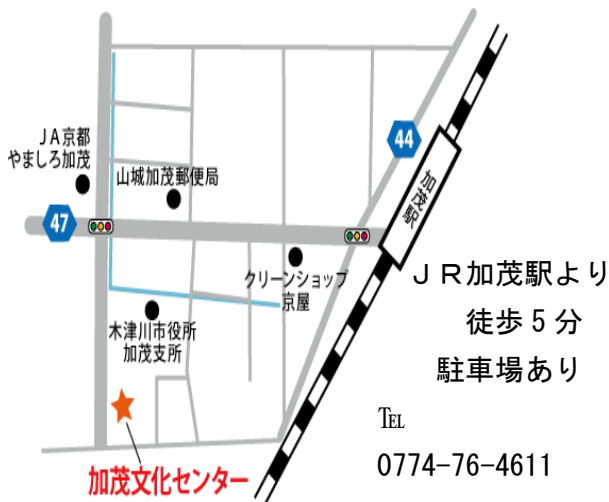 44
JA京都
やましろ加茂
山城加茂郵便局
加茂駅
47
クリーンショップ
京屋
JR加茂駅より
徒歩5分
駐車場あり
木津川市役所
加茂支所
℡
0774-76-4611
加茂文化センター